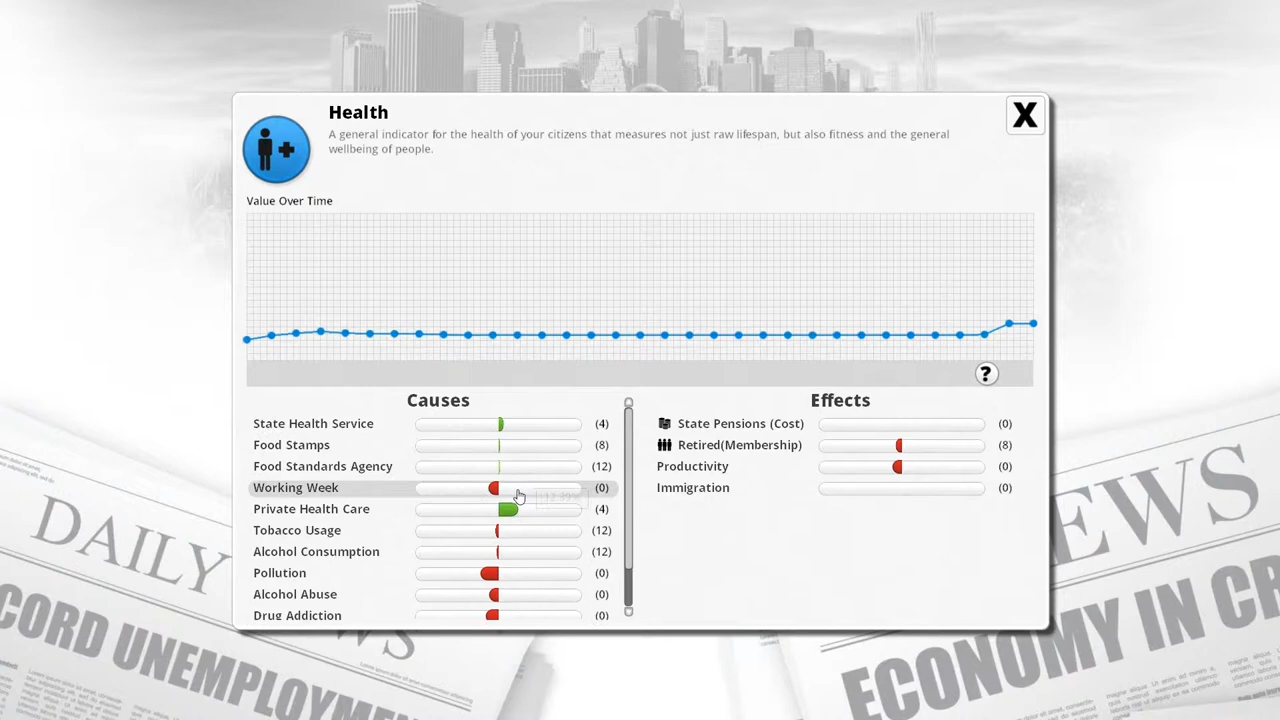 Health
X
A general indicator for the health of your citizens that measures not just raw lifespan, but also fitness and the general
wellbeing of people.
Value Over Time
?
Causes
State Health Service (4)
Food Stamps (8)
Food Standards Agency (12)
Working Week (0)
Private Health Care (4)
Tobacco Usage (12)
Alcohol Consumption (12)
Pollution (0)
Alcohol Abuse (0)
Drug Addiction (0)
Effects
State Pensions (Cost) (0)
Retired(Membership) (8)
Productivity (0)
Immigration (0)
DAILY
NEWS
CORD UNEMPLOYMEN
EWS
ECONOMY IN CR